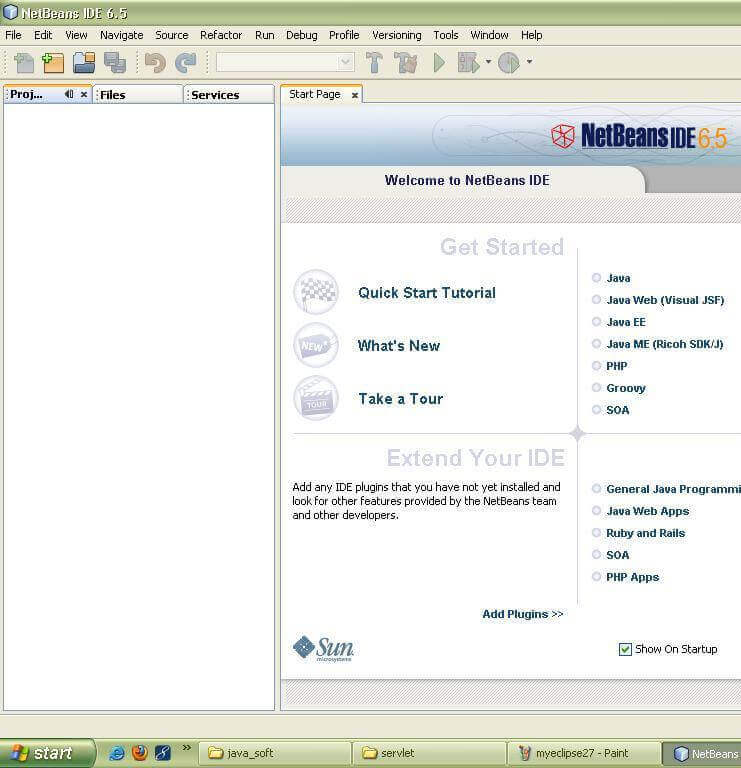 NetBeans IDE 6.5
File Edit View Navigate Source Refactor Run Debug Profile Versioning Tools Window Help
Proj... Files Services Start Page
NetBeans IDE 6.5
Welcome to NetBeans IDE
Get Started
Quick Start Tutorial
What's New
Take a Tour
Java
Java Web (Visual JSF)
Java EE
Java ME (Ricoh SDK/J)
PHP
Groovy
SOA
Extend Your IDE
Add any IDE plugins that you have not yet installed and
look for other features provided by the NetBeans team
and other developers.
General Java Programmi
Java Web Apps
Ruby and Rails
SOA
PHP Apps
Add Plugins >>
Sun
microsystems
Show On Startup
start java_soft servlet myeclipse27 - Paint NetBeans
NEW
TOUR